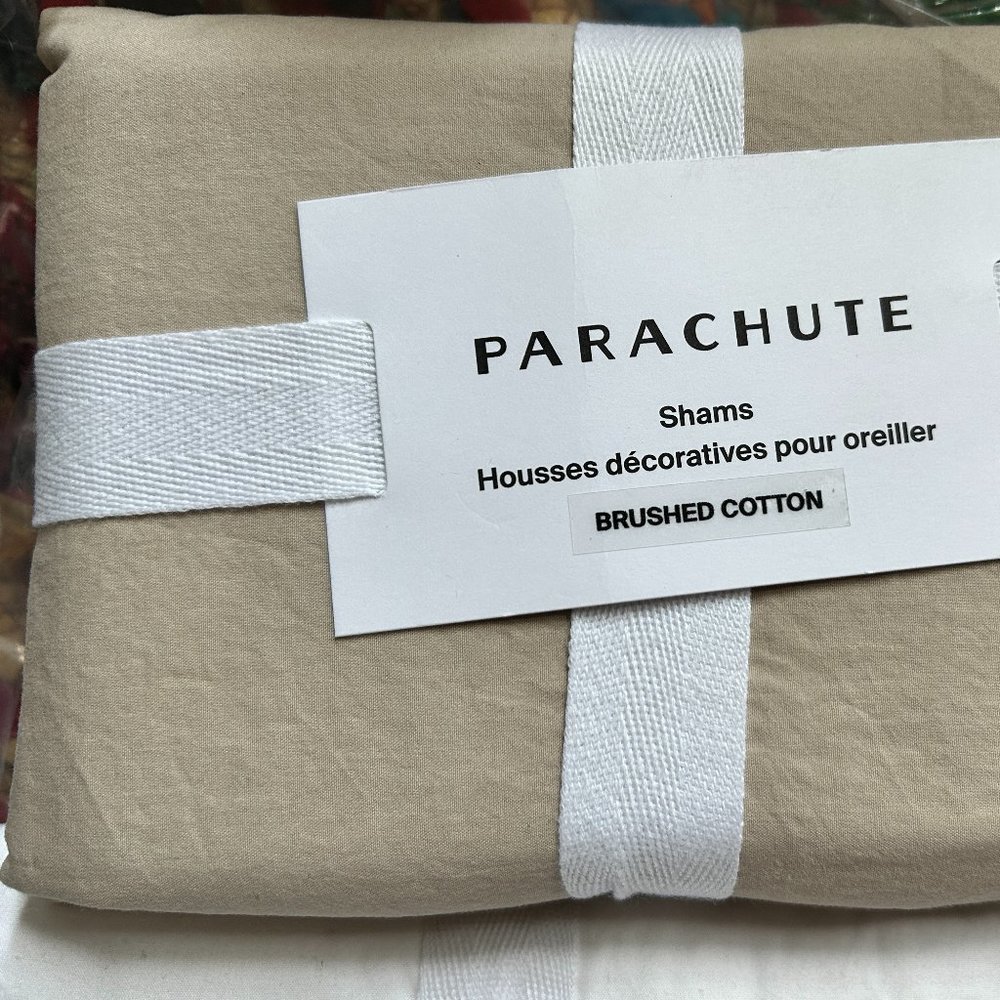 PARACHUTE
Shams
Housses décoratives pour oreiller
BRUSHED COTTON